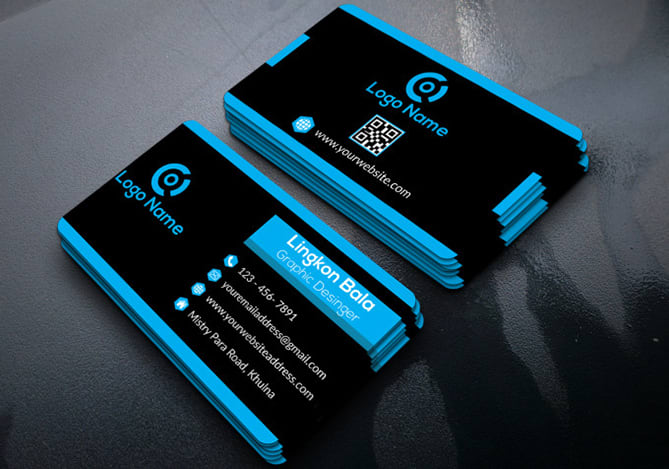 Logo Name
www.yourwebsite.com
Logo Name
Lingkon Bala
Graphic Desinger
123 - 456- 7891
youremailaddress@gmail.com
www.yourwebsiteaddress.com
Mistry Para Road, Khulna